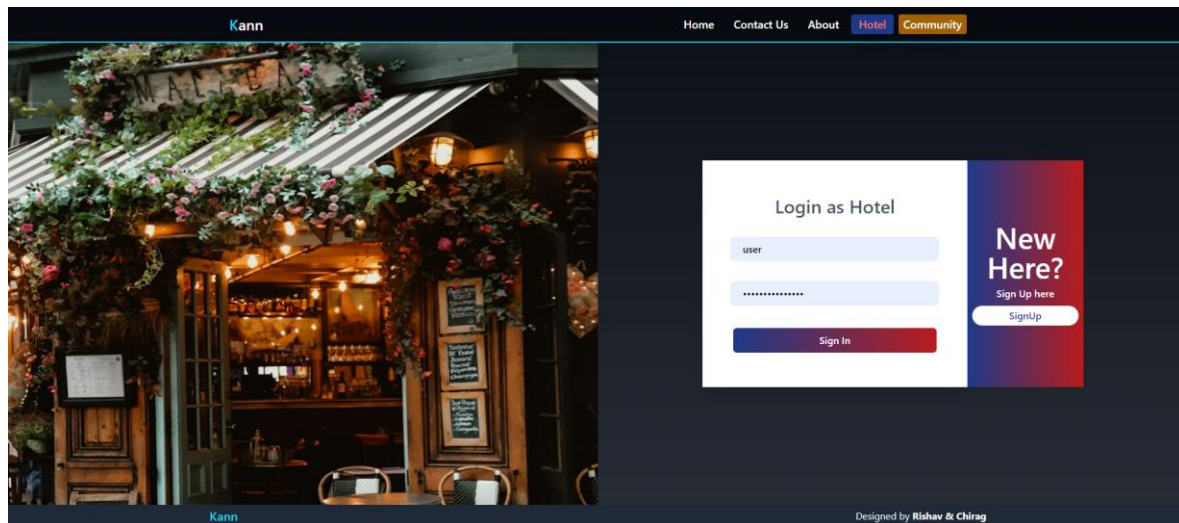 Kann
Home Contact Us About Hotel Community
Login as Hotel
user
Sign In
New
Here?
Sign Up here
SignUp
Kann
Designed by Rishav & Chirag